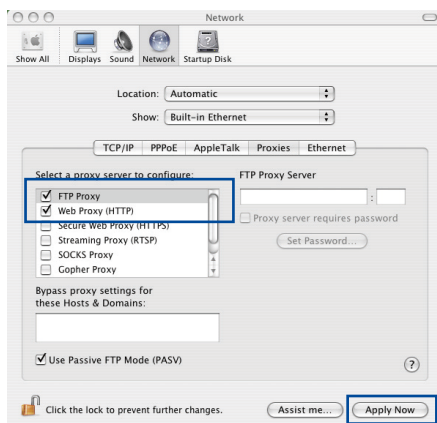 Network
Show All Displays Sound Network Startup Disk
Location: Automatic
Show: Built-in Ethernet
TCP/IP PPPoE AppleTalk Proxies Ethernet
Select a proxy server to configure: FTP Proxy Server
FTP Proxy :
Web Proxy (HTTP)
Proxy server requires password
Secure Web Proxy (HTTPS)
Streaming Proxy (RTSP) Set Password...
SOCKS Proxy
Gopher Proxy
Bypass proxy settings for
these Hosts & Domains:
Use Passive FTP Mode (PASV) ?
Click the lock to prevent further changes. Assist me... Apply Now